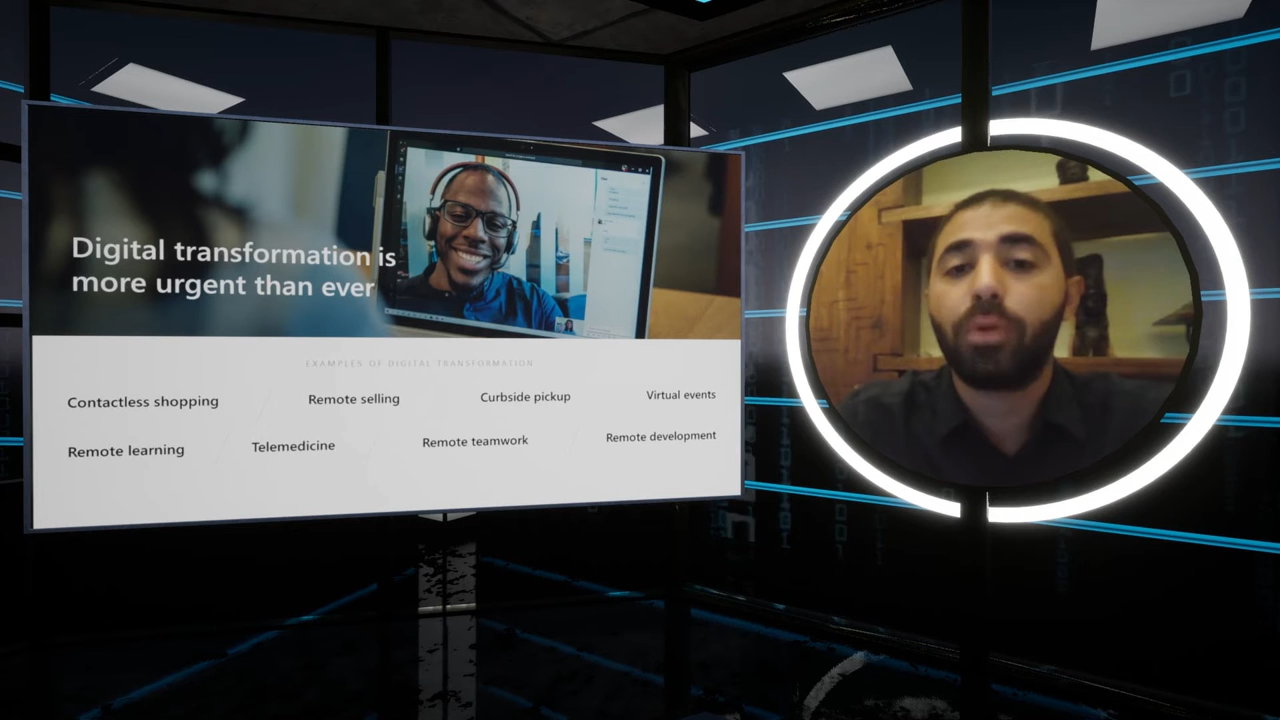 Digital transformation is
more urgent than ever
EXAMPLES OF DIGITAL TRANSFORMATION
Contactless shopping
Remote selling
Curbside pickup
Virtual events
Remote learning
Telemedicine
Remote teamwork
Remote development